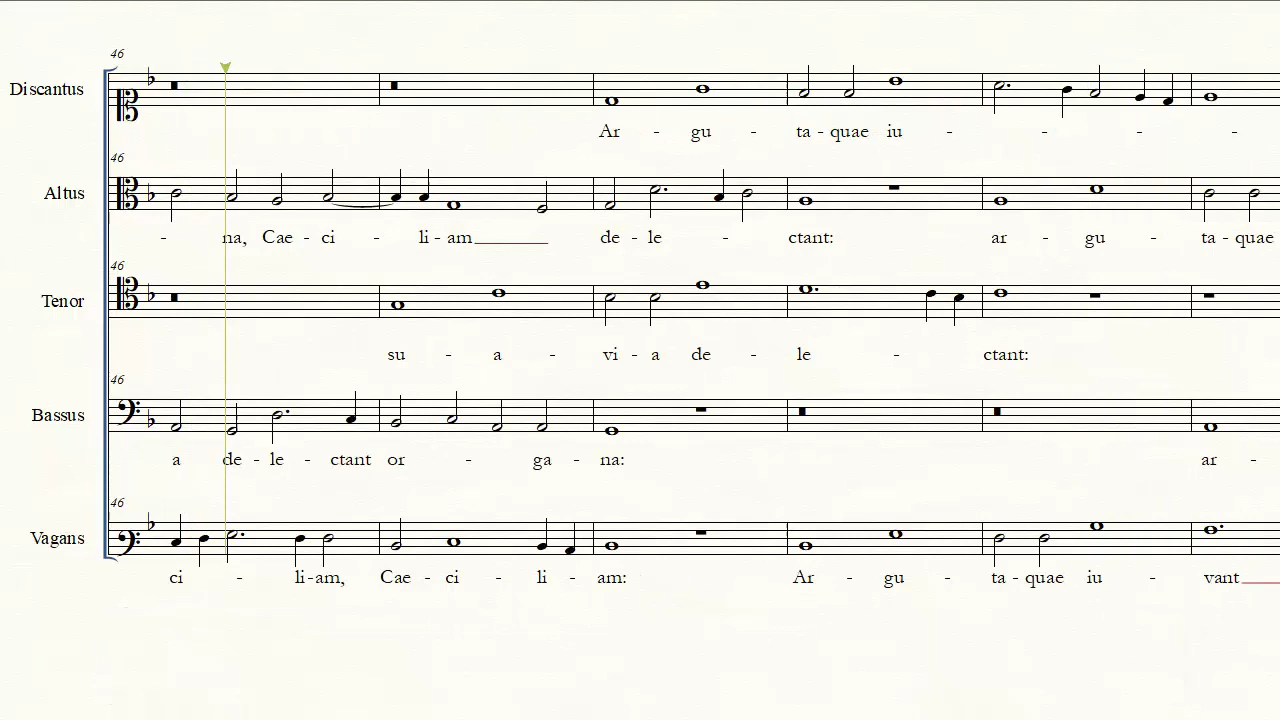 46
Discantus
Ar - gu - ta - quae iu - - - -
46
Altus
- na, Cae - ci - li - am de - le - ctant: ar - gu - ta - quae
46
Tenor
su - a - vi - a de - le - ctant:
46
Bassus
a de - le - ctant or - ga - na: ar -
46
Vagans
ci - li - am, Cae - ci - li - am: Ar - gu - ta - quae iu - vant